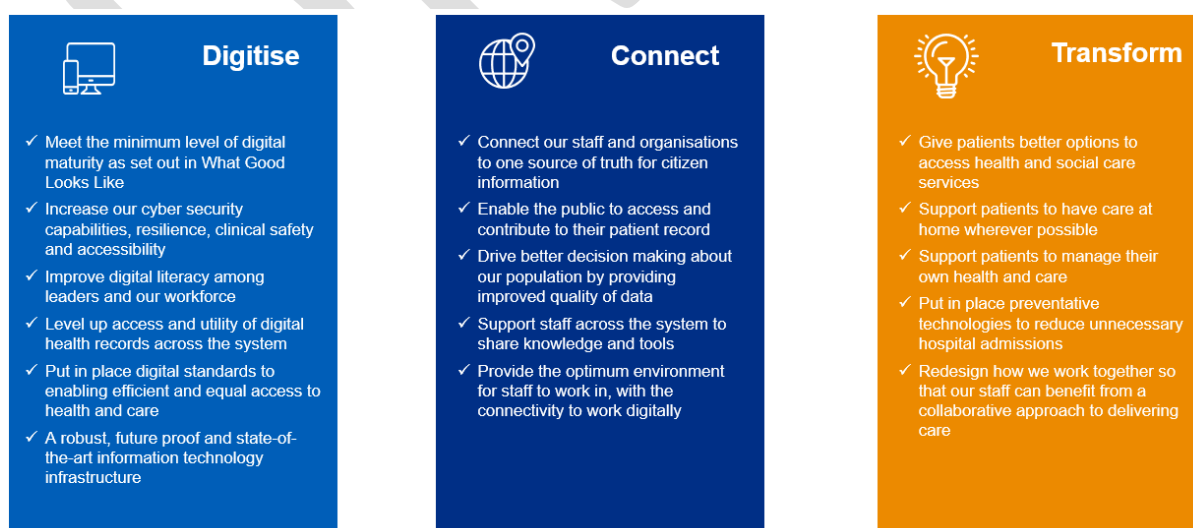 Digitise
✓ Meet the minimum level of digital
maturity as set out in What Good
Looks Like
✓ Increase our cyber security
capabilities, resilience, clinical safety
and accessibility
✓ Improve digital literacy among
leaders and our workforce
✓ Level up access and utility of digital
health records across the system
✓ Put in place digital standards to
enabling efficient and equal access to
health and care
✓ A robust, future proof and state-of-
the-art information technology
infrastructure
Connect
✓ Connect our staff and organisations
to one source of truth for citizen
information
✓ Enable the public to access and
contribute to their patient record
✓ Drive better decision making about
our population by providing
improved quality of data
✓ Support staff across the system to
share knowledge and tools
✓ Provide the optimum environment
for staff to work in, with the
connectivity to work digitally
Transform
✓ Give patients better options to
access health and social care
services
✓ Support patients to have care at
home wherever possible
✓ Support patients to manage their
own health and care
✓ Put in place preventative
technologies to reduce unnecessary
hospital admissions
✓ Redesign how we work together so
that our staff can benefit from a
collaborative approach to delivering
care